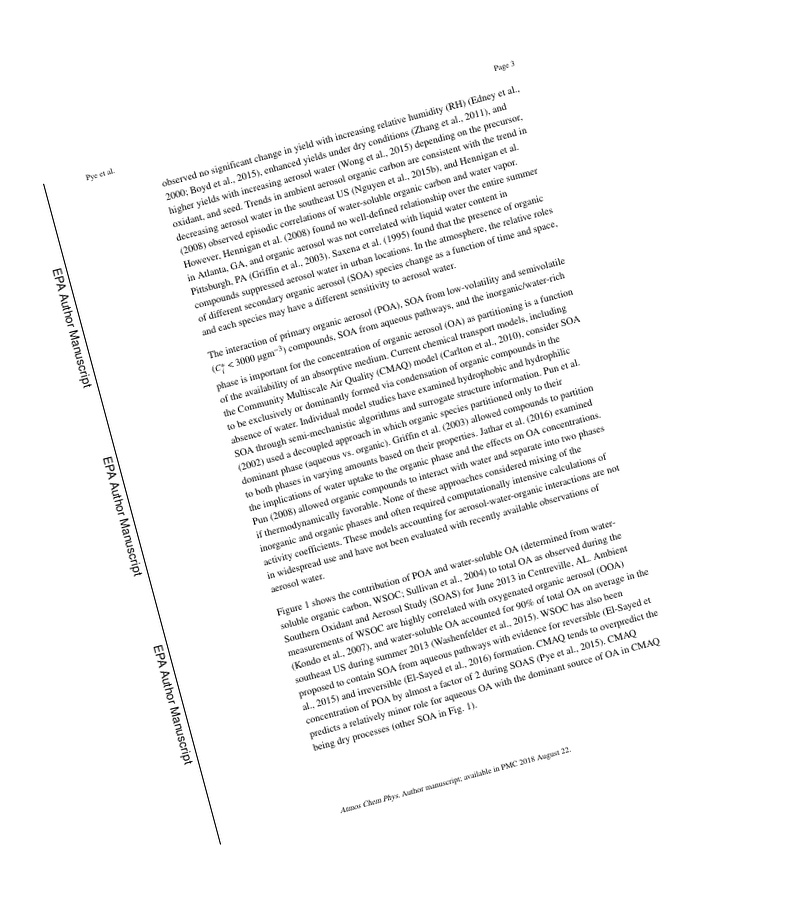 Pye et al.
Page 3
observed no significant change in yield with increasing relative humidity (RH) (Edney et al.,
2000; Boyd et al., 2015), enhanced yields under dry conditions (Zhang et al., 2011), and
higher yields with increasing aerosol water (Wong et al., 2015) depending on the precursor,
oxidant, and seed. Trends in ambient aerosol organic carbon are consistent with the trend in
decreasing aerosol water in the southeast US (Nguyen et al., 2015b), and Hennigan et al.
(2008) observed episodic correlations of water-soluble organic carbon and water vapor.
However, Hennigan et al. (2008) found no well-defined relationship over the entire summer
in Atlanta, GA, and organic aerosol was not correlated with liquid water content in
Pittsburgh, PA (Griffin et al., 2003). Saxena et al. (1995) found that the presence of organic
compounds suppressed aerosol water in urban locations. In the atmosphere, the relative roles
of different secondary organic aerosol (SOA) species change as a function of time and space,
and each species may have a different sensitivity to aerosol water.
The interaction of primary organic aerosol (POA), SOA from low-volatility and semivolatile
(C*i < 3000 μgm−3) compounds, SOA from aqueous pathways, and the inorganic/water-rich
phase is important for the concentration of organic aerosol (OA) as partitioning is a function
of the availability of an absorptive medium. Current chemical transport models, including
the Community Multiscale Air Quality (CMAQ) model (Carlton et al., 2010), consider SOA
to be exclusively or dominantly formed via condensation of organic compounds in the
absence of water. Individual model studies have examined hydrophobic and hydrophilic
SOA through semi-mechanistic algorithms and surrogate structure information. Pun et al.
(2002) used a decoupled approach in which organic species partitioned only to their
dominant phase (aqueous vs. organic). Griffin et al. (2003) allowed compounds to partition
to both phases in varying amounts based on their properties. Jathar et al. (2016) examined
the implications of water uptake to the organic phase and the effects on OA concentrations.
Pun (2008) allowed organic compounds to interact with water and separate into two phases
if thermodynamically favorable. None of these approaches considered mixing of the
inorganic and organic phases and often required computationally intensive calculations of
activity coefficients. These models accounting for aerosol-water-organic interactions are not
in widespread use and have not been evaluated with recently available observations of
aerosol water.
Figure 1 shows the contribution of POA and water-soluble OA (determined from water-
soluble organic carbon, WSOC; Sullivan et al., 2004) to total OA as observed during the
Southern Oxidant and Aerosol Study (SOAS) for June 2013 in Centreville, AL. Ambient
measurements of WSOC are highly correlated with oxygenated organic aerosol (OOA)
(Kondo et al., 2007), and water-soluble OA accounted for 90% of total OA on average in the
southeast US during summer 2013 (Washenfelder et al., 2015). WSOC has also been
proposed to contain SOA from aqueous pathways with evidence for reversible (El-Sayed et
al., 2015) and irreversible (El-Sayed et al., 2016) formation. CMAQ tends to overpredict the
concentration of POA by almost a factor of 2 during SOAS (Pye et al., 2015). CMAQ
predicts a relatively minor role for aqueous OA with the dominant source of OA in CMAQ
being dry processes (other SOA in Fig. 1).
Atmos Chem Phys. Author manuscript; available in PMC 2018 August 22.
EPA Author Manuscript
EPA Author Manuscript
EPA Author Manuscript